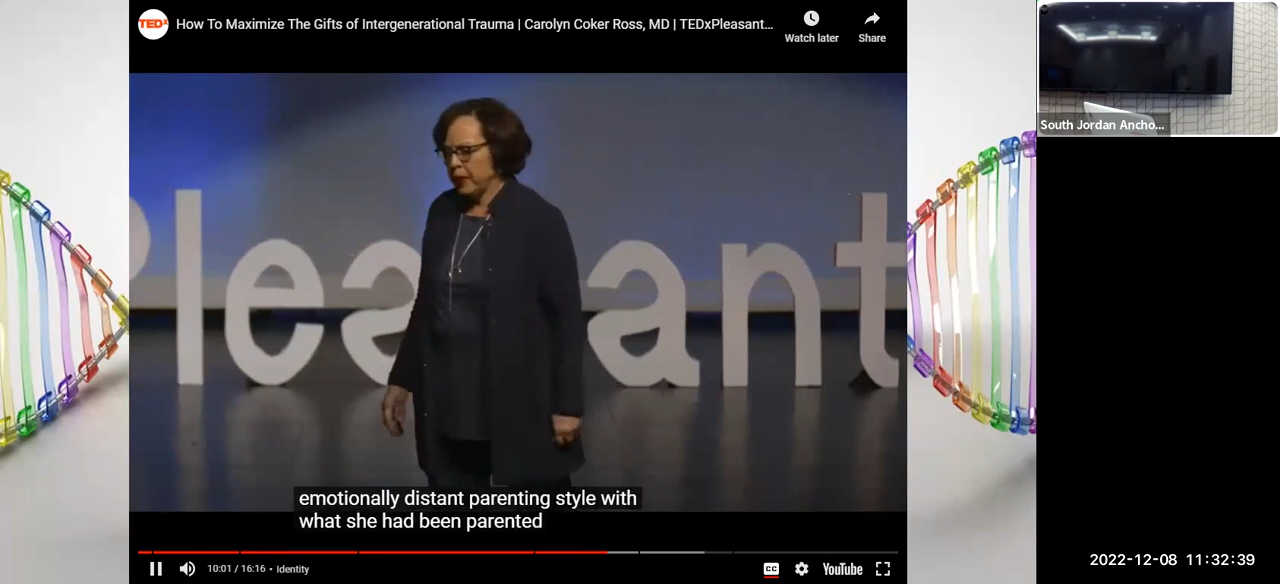 TEDx
How To Maximize The Gifts of Intergenerational Trauma | Carolyn Coker Ross, MD | TEDxPleasant...
Watch later
Share
South Jordan Ancho...
Pleasant
emotionally distant parenting style with
what she had been parented
10:01 / 16:16 • Identity
CC
YouTube
2022-12-08 11:32:39